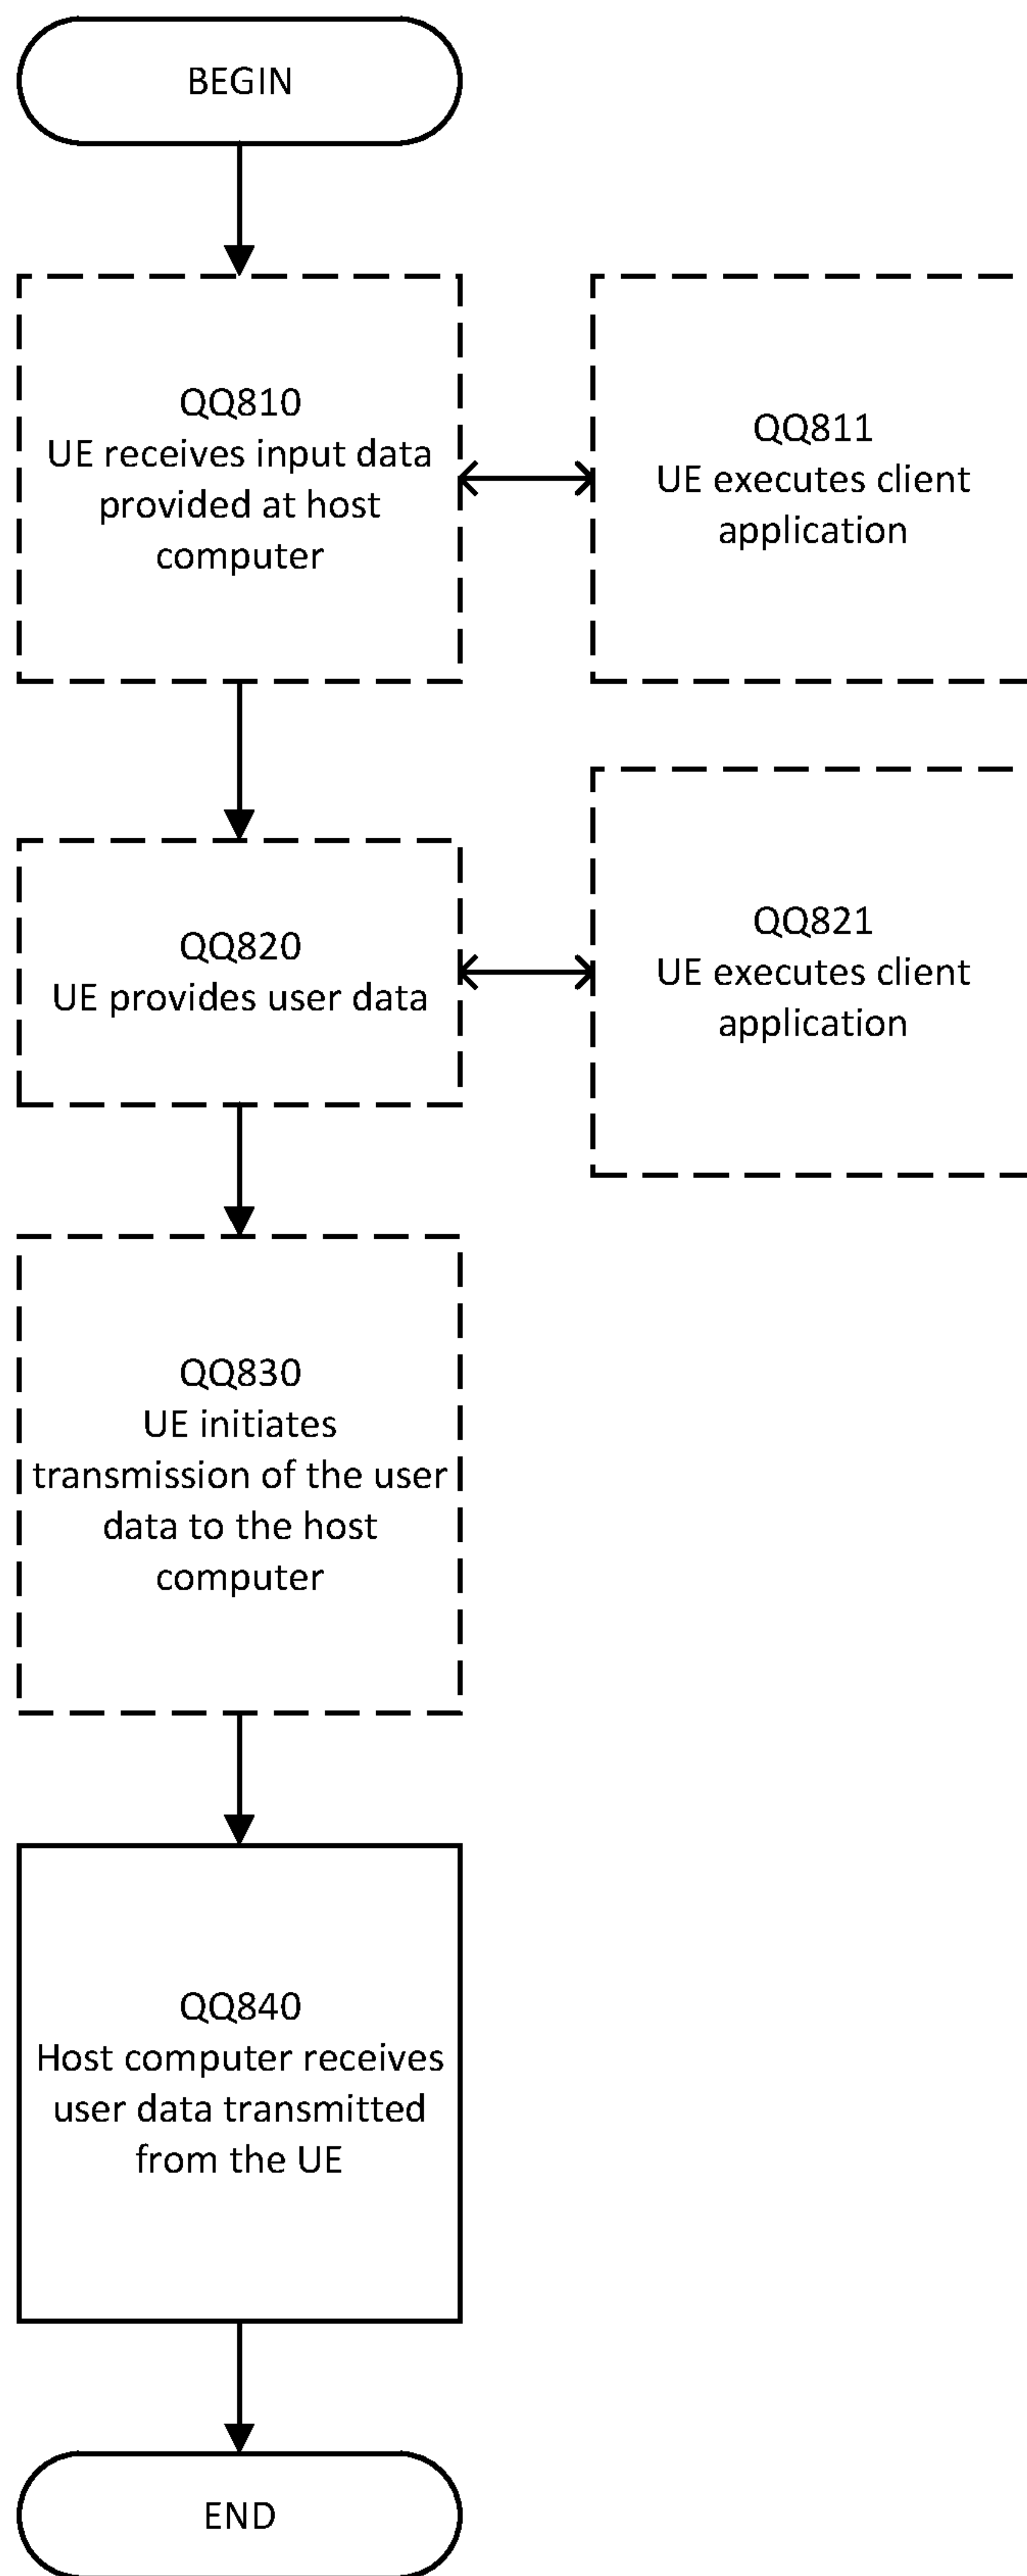 BEGIN
QQ810
UE receives input data
provided at host
computer
QQ811
UE executes client
application
QQ820
UE provides user data
QQ821
UE executes client
application
QQ830
UE initiates
transmission of the user
data to the host
computer
QQ840
Host computer receives
user data transmitted
from the UE
END